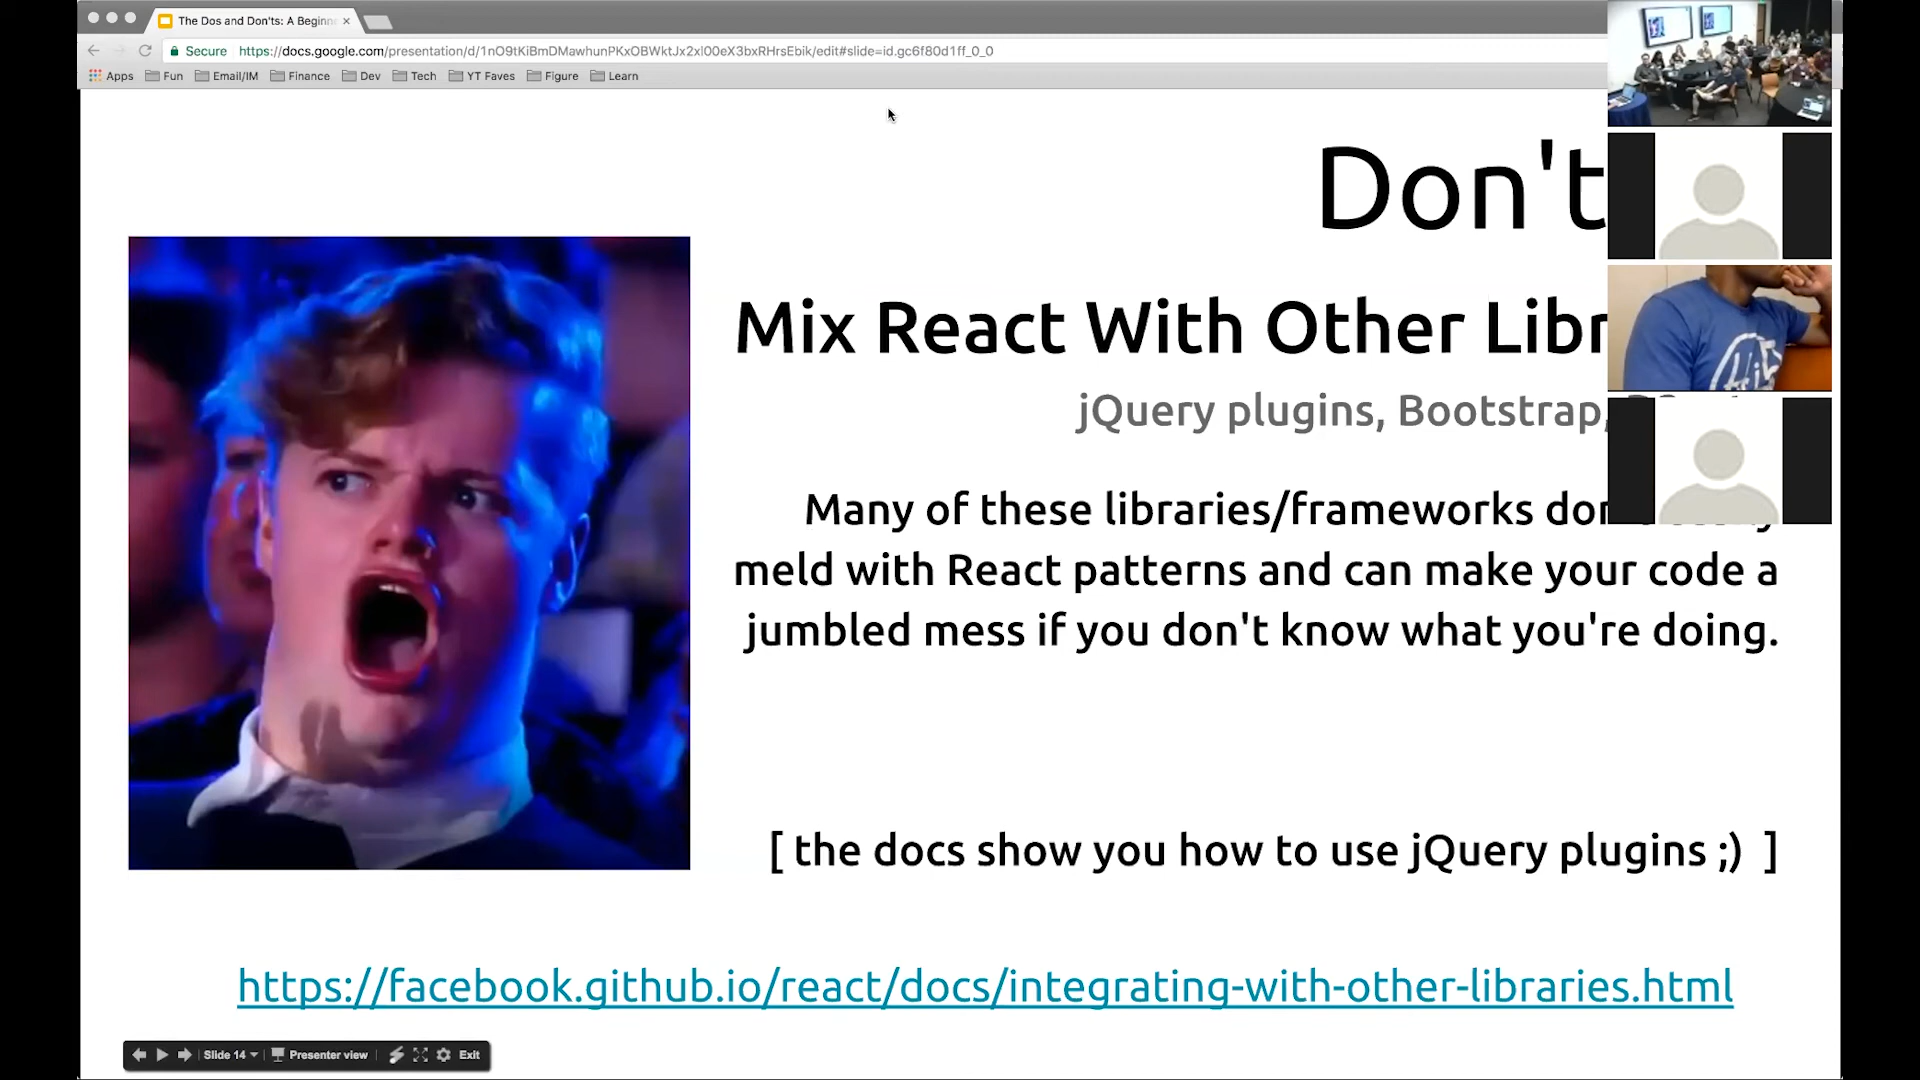 The Dos and Don'ts: A Beginn
Secure
https://docs.google.com/presentation/d/1nO9tKiBmDMawhunPKxOBWktJx2xl00eX3bxRHrsEbik/edit#slide=id.gc6f80d1ff_0_0
Apps Fun Email/IM Finance Dev Tech YT Faves Figure Learn
Don't
Mix React With Other Libr
jQuery plugins, Bootstrap,
Many of these libraries/frameworks don
meld with React patterns and can make your code a
jumbled mess if you don't know what you're doing.
[ the docs show you how to use jQuery plugins ;) ]
https://facebook.github.io/react/docs/integrating-with-other-libraries.html
Slide 14 Presenter view Exit